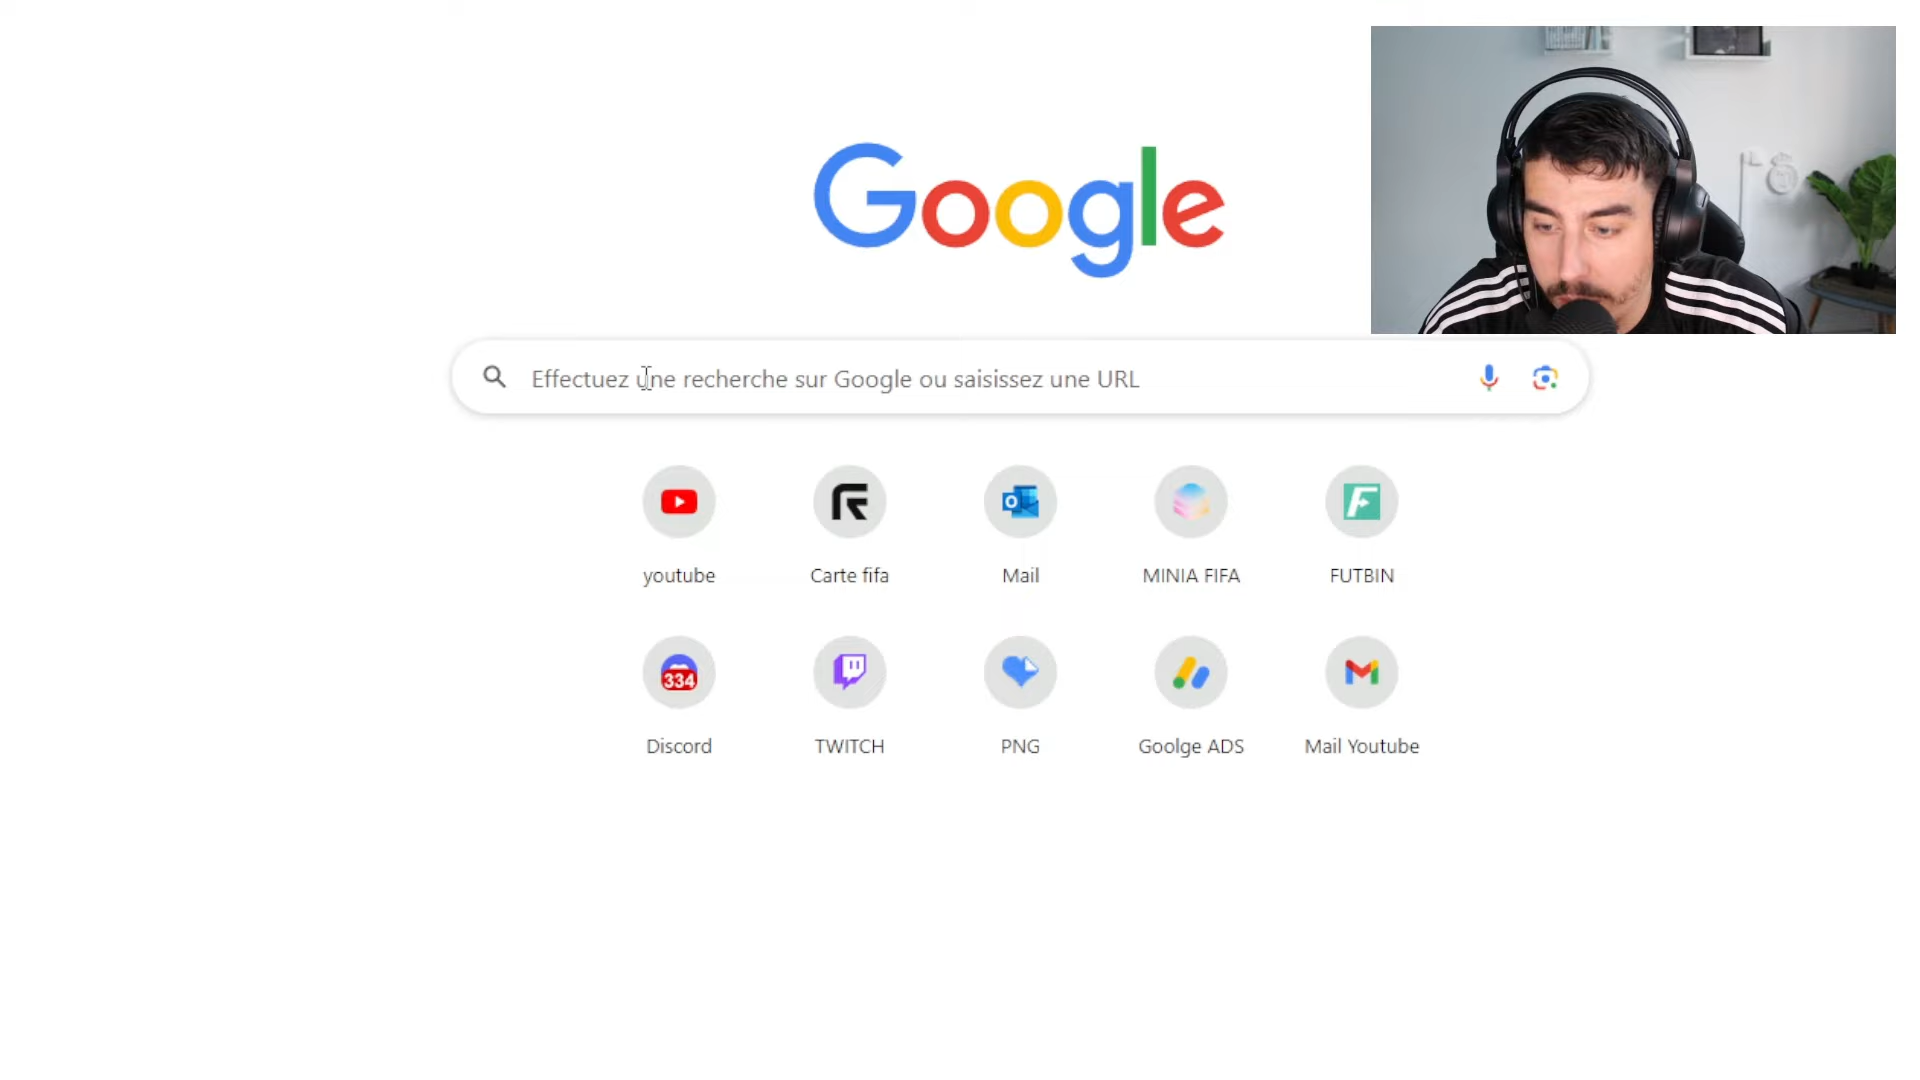 Google
Effectuez une recherche sur Google ou saisissez une URL
youtube
Carte fifa
Mail
MINIA FIFA
FUTBIN
334
Discord
TWITCH
PNG
Goolge ADS
Mail Youtube